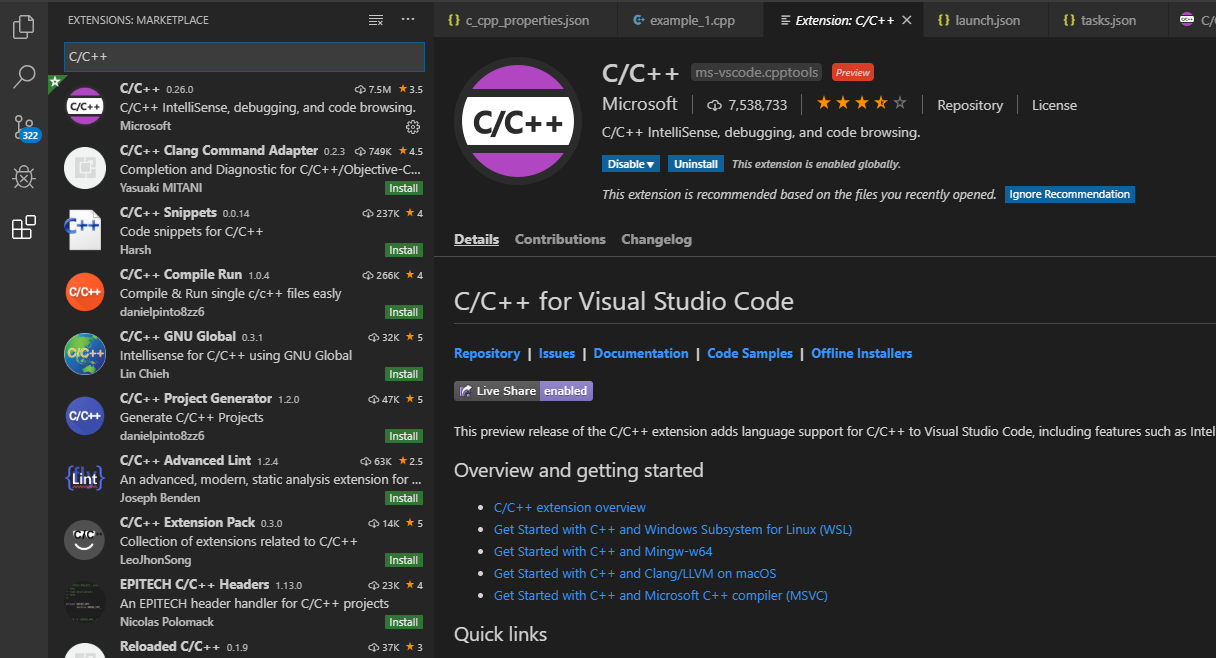 EXTENSIONS: MARKETPLACE
C/C++
C/C++ 0.26.0 7.5M 3.5
C/C++ IntelliSense, debugging, and code browsing.
Microsoft
C/C++ Clang Command Adapter 0.2.3 749K 4.5
Completion and Diagnostic for C/C++/Objective-C...
Yasuaki MITANI Install
C/C++ Snippets 0.0.14 237K 4
Code snippets for C/C++
Harsh Install
C/C++ Compile Run 1.0.4 266K 4
Compile & Run single c/c++ files easly
danielpinto8zz6 Install
C/C++ GNU Global 0.3.1 32K 5
Intellisense for C/C++ using GNU Global
Lin Chieh Install
C/C++ Project Generator 1.2.0 47K 5
Generate C/C++ Projects
danielpinto8zz6 Install
C/C++ Advanced Lint 1.2.4 63K 2.5
An advanced, modern, static analysis extension for ...
Joseph Benden Install
C/C++ Extension Pack 0.3.0 14K 5
Collection of extensions related to C/C++
LeoJhonSong Install
EPITECH C/C++ Headers 1.13.0 23K 4
An EPITECH header handler for C/C++ projects
Nicolas Polomack Install
Reloaded C/C++ 0.1.9 37K 3
322
C/C++
C++
C/C++
C/C++
C/C++
Lint
{} c_cpp_properties.json example_1.cpp Extension: C/C++ {} launch.json {} tasks.json C/
C/C++
C/C++ ms-vscode.cpptools Preview
Microsoft 7,538,733 Repository License
C/C++ IntelliSense, debugging, and code browsing.
Disable Uninstall This extension is enabled globally.
This extension is recommended based on the files you recently opened. Ignore Recommendation
Details Contributions Changelog
C/C++ for Visual Studio Code
Repository | Issues | Documentation | Code Samples | Offline Installers
Live Share enabled
This preview release of the C/C++ extension adds language support for C/C++ to Visual Studio Code, including features such as Intel
Overview and getting started
• C/C++ extension overview
• Get Started with C++ and Windows Subsystem for Linux (WSL)
• Get Started with C++ and Mingw-w64
• Get Started with C++ and Clang/LLVM on macOS
• Get Started with C++ and Microsoft C++ compiler (MSVC)
Quick links